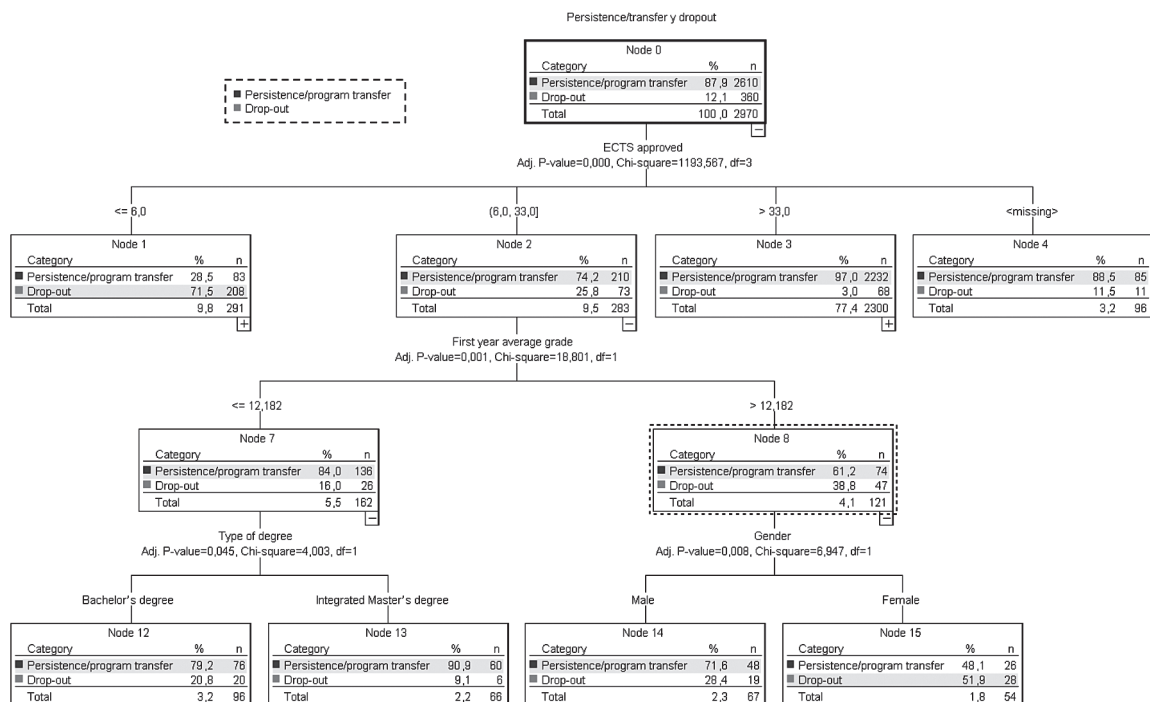 Persistence/transfer y dropout
Persistence/program transfer
Drop-out
Node 0
Category % n
Persistence/program transfer 87,9 2610
Drop-out 12,1 360
Total 100,0 2970
ECTS approved
Adj. P-value=0,000, Chi-square=1193,567, df=3
<= 6,0
(6,0, 33,0]
> 33,0
<missing>
Node 1
Category % n
Persistence/program transfer 28,5 83
Drop-out 71,5 208
Total 9,8 291
Node 2
Category % n
Persistence/program transfer 74,2 210
Drop-out 25,8 73
Total 9,5 283
Node 3
Category % n
Persistence/program transfer 97,0 2232
Drop-out 3,0 68
Total 77,4 2300
Node 4
Category % n
Persistence/program transfer 88,5 85
Drop-out 11,5 11
Total 3,2 96
First year average grade
Adj. P-value=0,001, Chi-square=18,801, df=1
<= 12,182
> 12,182
Node 7
Category % n
Persistence/program transfer 84,0 136
Drop-out 16,0 26
Total 5,5 162
Node 8
Category % n
Persistence/program transfer 61,2 74
Drop-out 38,8 47
Total 4,1 121
Type of degree
Adj. P-value=0,045, Chi-square=4,003, df=1
Gender
Adj. P-value=0,008, Chi-square=6,947, df=1
Bachelor's degree
Integrated Master's degree
Male
Female
Node 12
Category % n
Persistence/program transfer 79,2 76
Drop-out 20,8 20
Total 3,2 96
Node 13
Category % n
Persistence/program transfer 90,9 60
Drop-out 9,1 6
Total 2,2 66
Node 14
Category % n
Persistence/program transfer 71,6 48
Drop-out 28,4 19
Total 2,3 67
Node 15
Category % n
Persistence/program transfer 48,1 26
Drop-out 51,9 28
Total 1,8 54